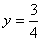 y = 3/4